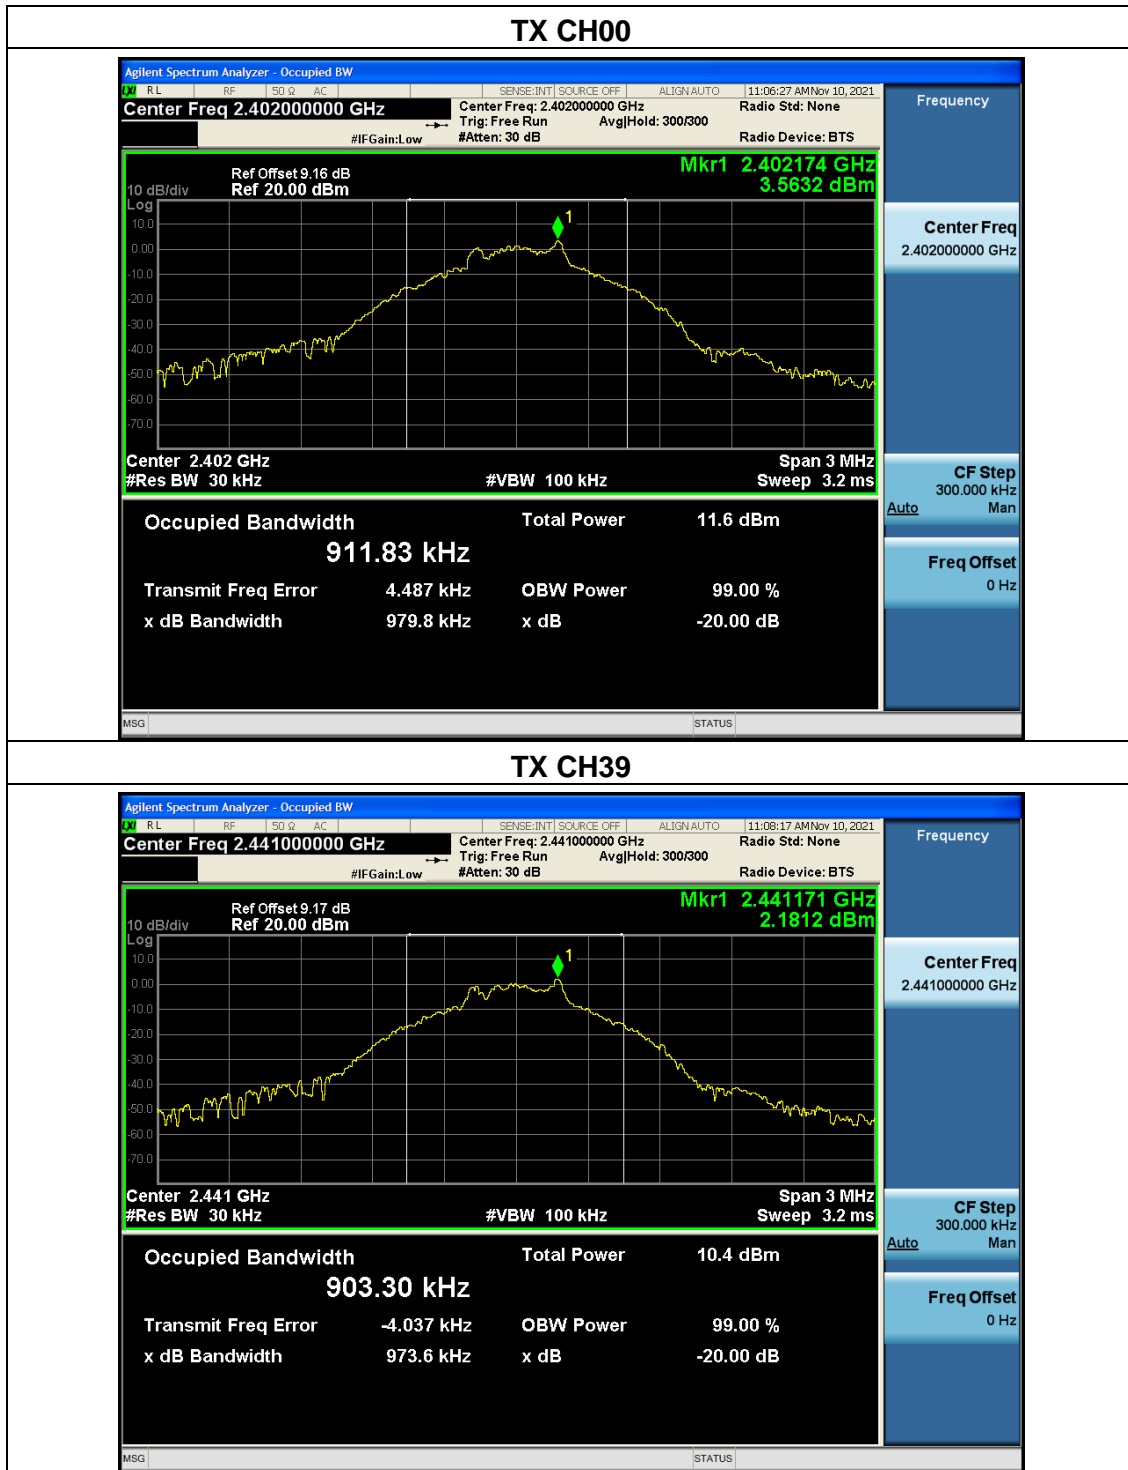 TX CH00
Agilent Spectrum Analyzer - Occupied BW
LXI RL RF 50 Ω AC SENSE:INT SOURCE OFF ALIGN AUTO 11:06:27 AM Nov 10, 2021
Center Freq 2.402000000 GHz
Center Freq: 2.402000000 GHz
Radio Std: None
Trig: Free Run Avg|Hold: 300/300
#IFGain:Low #Atten: 30 dB Radio Device: BTS
Frequency
Mkr1 2.402174 GHz
3.5632 dBm
Ref Offset 9.16 dB
10 dB/div Ref 20.00 dBm
Log
10.0
0.00
-10.0
-20.0
-30.0
-40.0
-50.0
-60.0
-70.0
1
Center 2.402 GHz Span 3 MHz
#Res BW 30 kHz #VBW 100 kHz Sweep 3.2 ms
Center Freq
2.402000000 GHz
CF Step
300.000 kHz
Auto Man
Freq Offset
0 Hz
Occupied Bandwidth Total Power 11.6 dBm
911.83 kHz
Transmit Freq Error 4.487 kHz OBW Power 99.00 %
x dB Bandwidth 979.8 kHz x dB -20.00 dB
MSG STATUS
TX CH39
Agilent Spectrum Analyzer - Occupied BW
LXI RL RF 50 Ω AC SENSE:INT SOURCE OFF ALIGN AUTO 11:08:17 AM Nov 10, 2021
Center Freq 2.441000000 GHz
Center Freq: 2.441000000 GHz
Radio Std: None
Trig: Free Run Avg|Hold: 300/300
#IFGain:Low #Atten: 30 dB Radio Device: BTS
Frequency
Mkr1 2.441171 GHz
2.1812 dBm
Ref Offset 9.17 dB
10 dB/div Ref 20.00 dBm
Log
10.0
0.00
-10.0
-20.0
-30.0
-40.0
-50.0
-60.0
-70.0
1
Center 2.441 GHz Span 3 MHz
#Res BW 30 kHz #VBW 100 kHz Sweep 3.2 ms
Center Freq
2.441000000 GHz
CF Step
300.000 kHz
Auto Man
Freq Offset
0 Hz
Occupied Bandwidth Total Power 10.4 dBm
903.30 kHz
Transmit Freq Error -4.037 kHz OBW Power 99.00 %
x dB Bandwidth 973.6 kHz x dB -20.00 dB
MSG STATUS